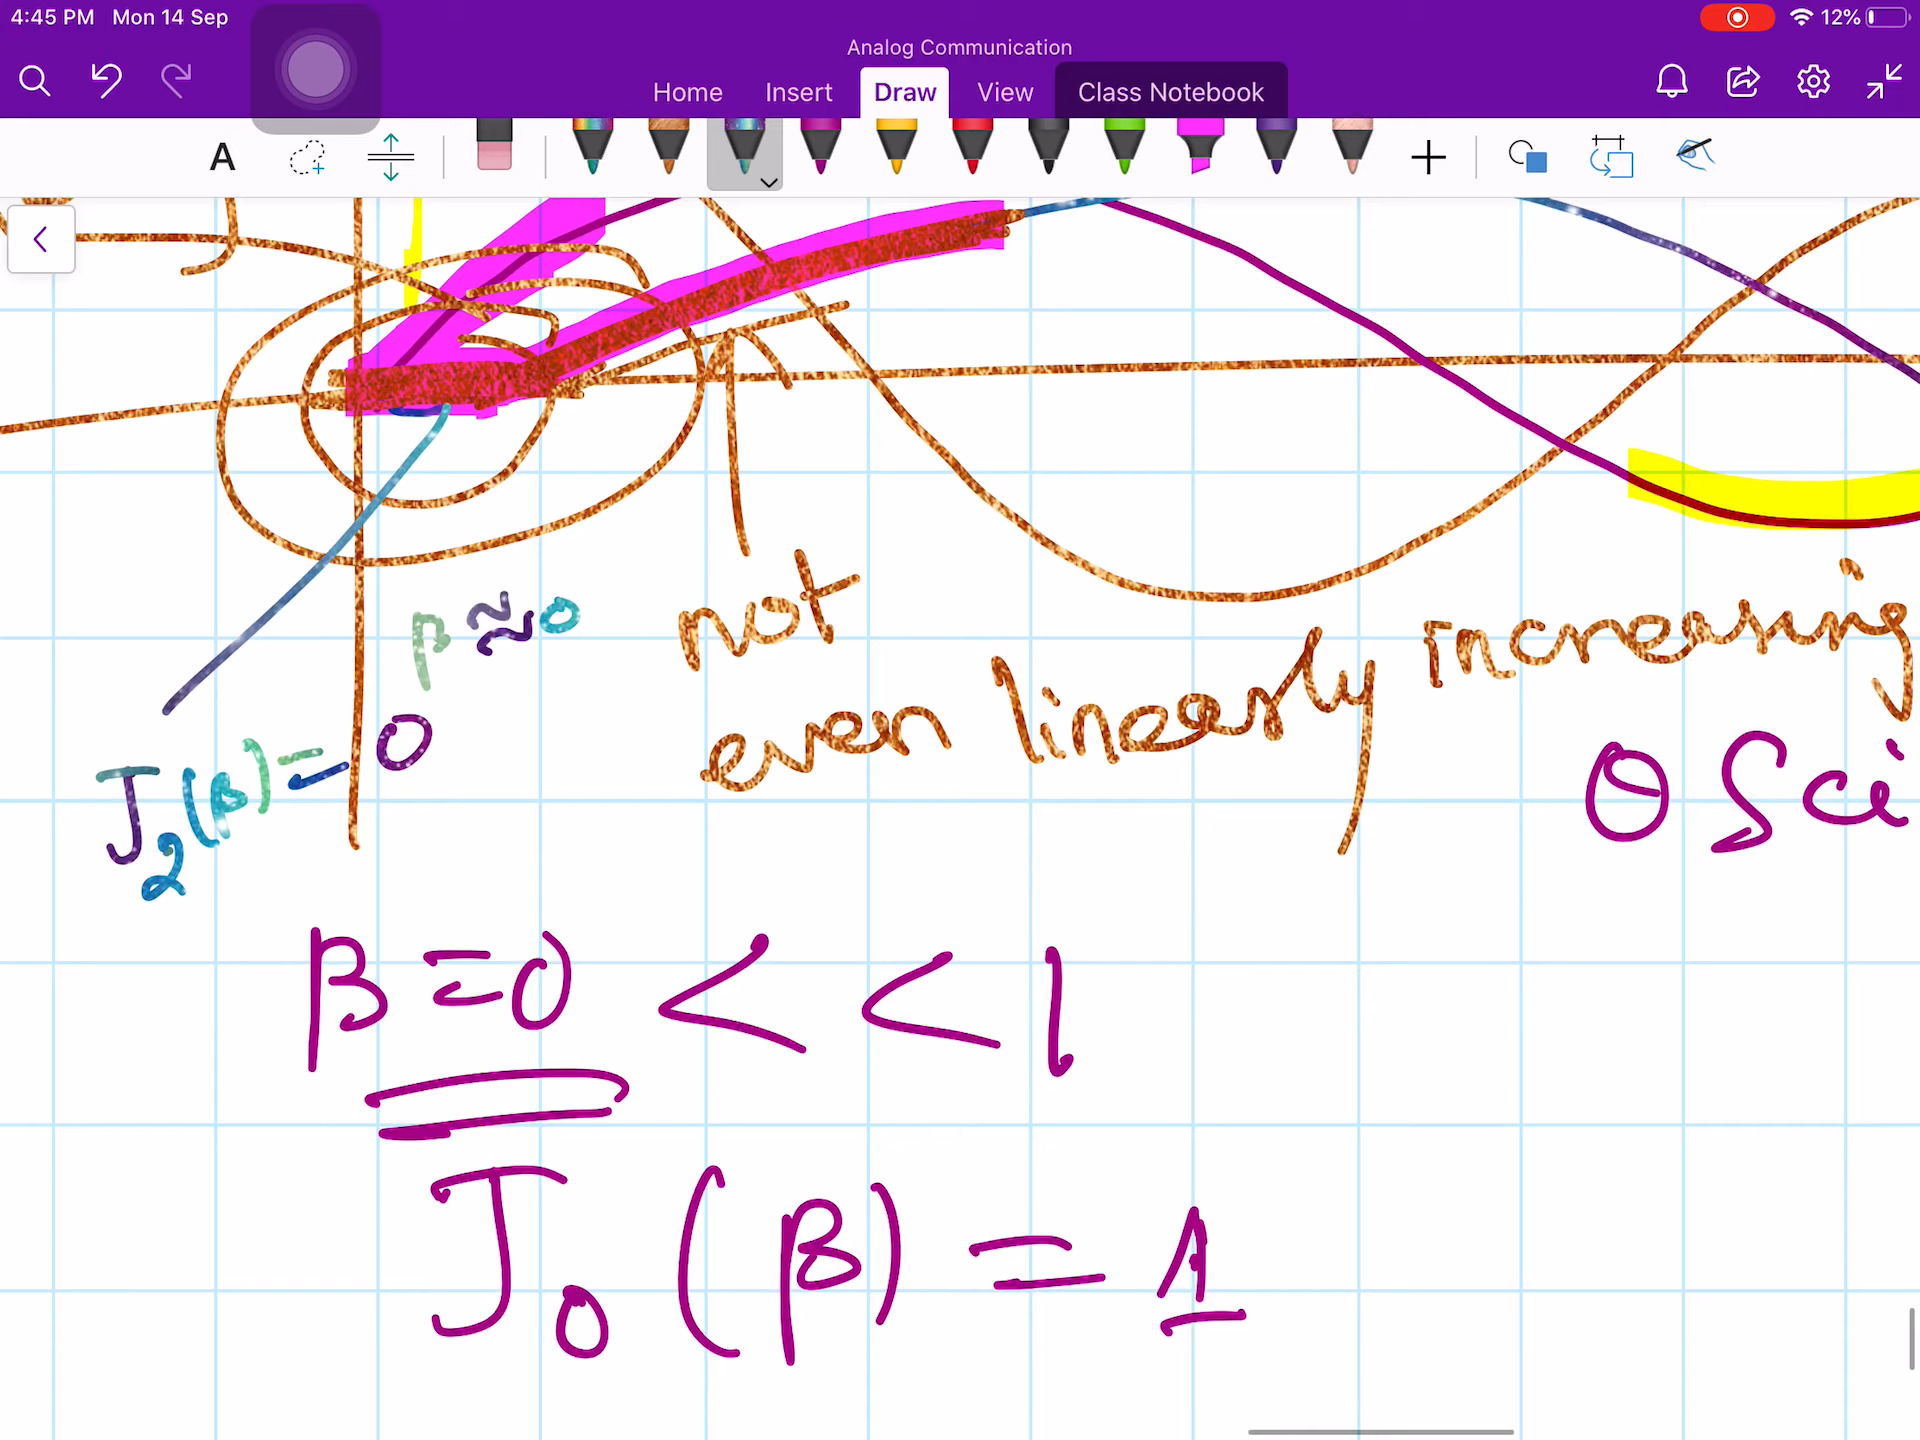 4:45 PM Mon 14 Sep
12%
Analog Communication
Home Insert Draw View Class Notebook
A
β ≈ 0
not
even linearly increasing
J₂(β) = 0
OSci
β = 0 < < 1
J₀(β) = 1